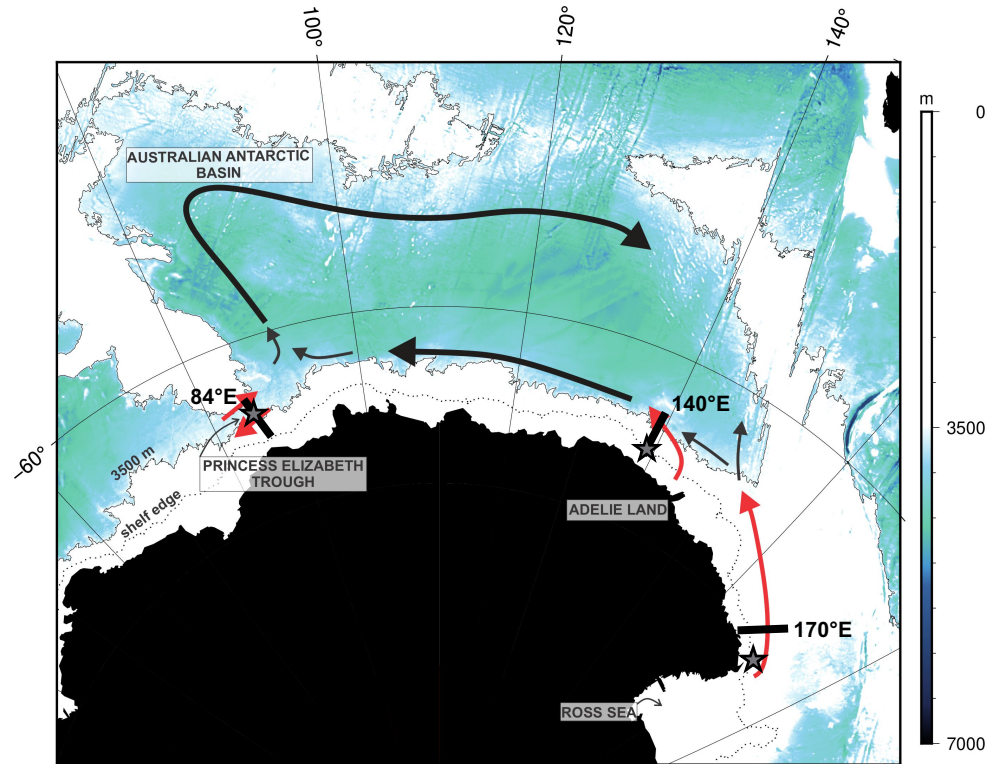 100°
120°
140°
m
0
AUSTRALIAN ANTARCTIC
BASIN
84°E
140°E
3500
–60°
3500 m
PRINCESS ELIZABETH
TROUGH
shelf edge
ADELIE LAND
170°E
ROSS SEA
7000